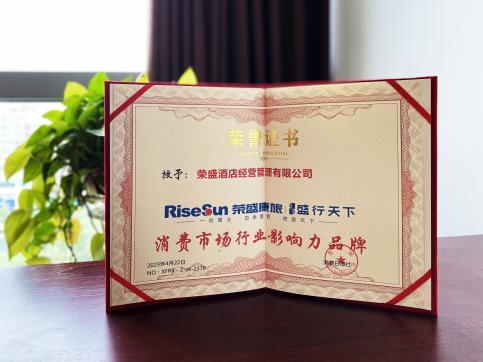 荣誉证书
授予：
荣盛酒店经营管理有限公司
RiseSun 荣盛康旅 盛行天下
消费市场行业影响力品牌
2023年4月22日